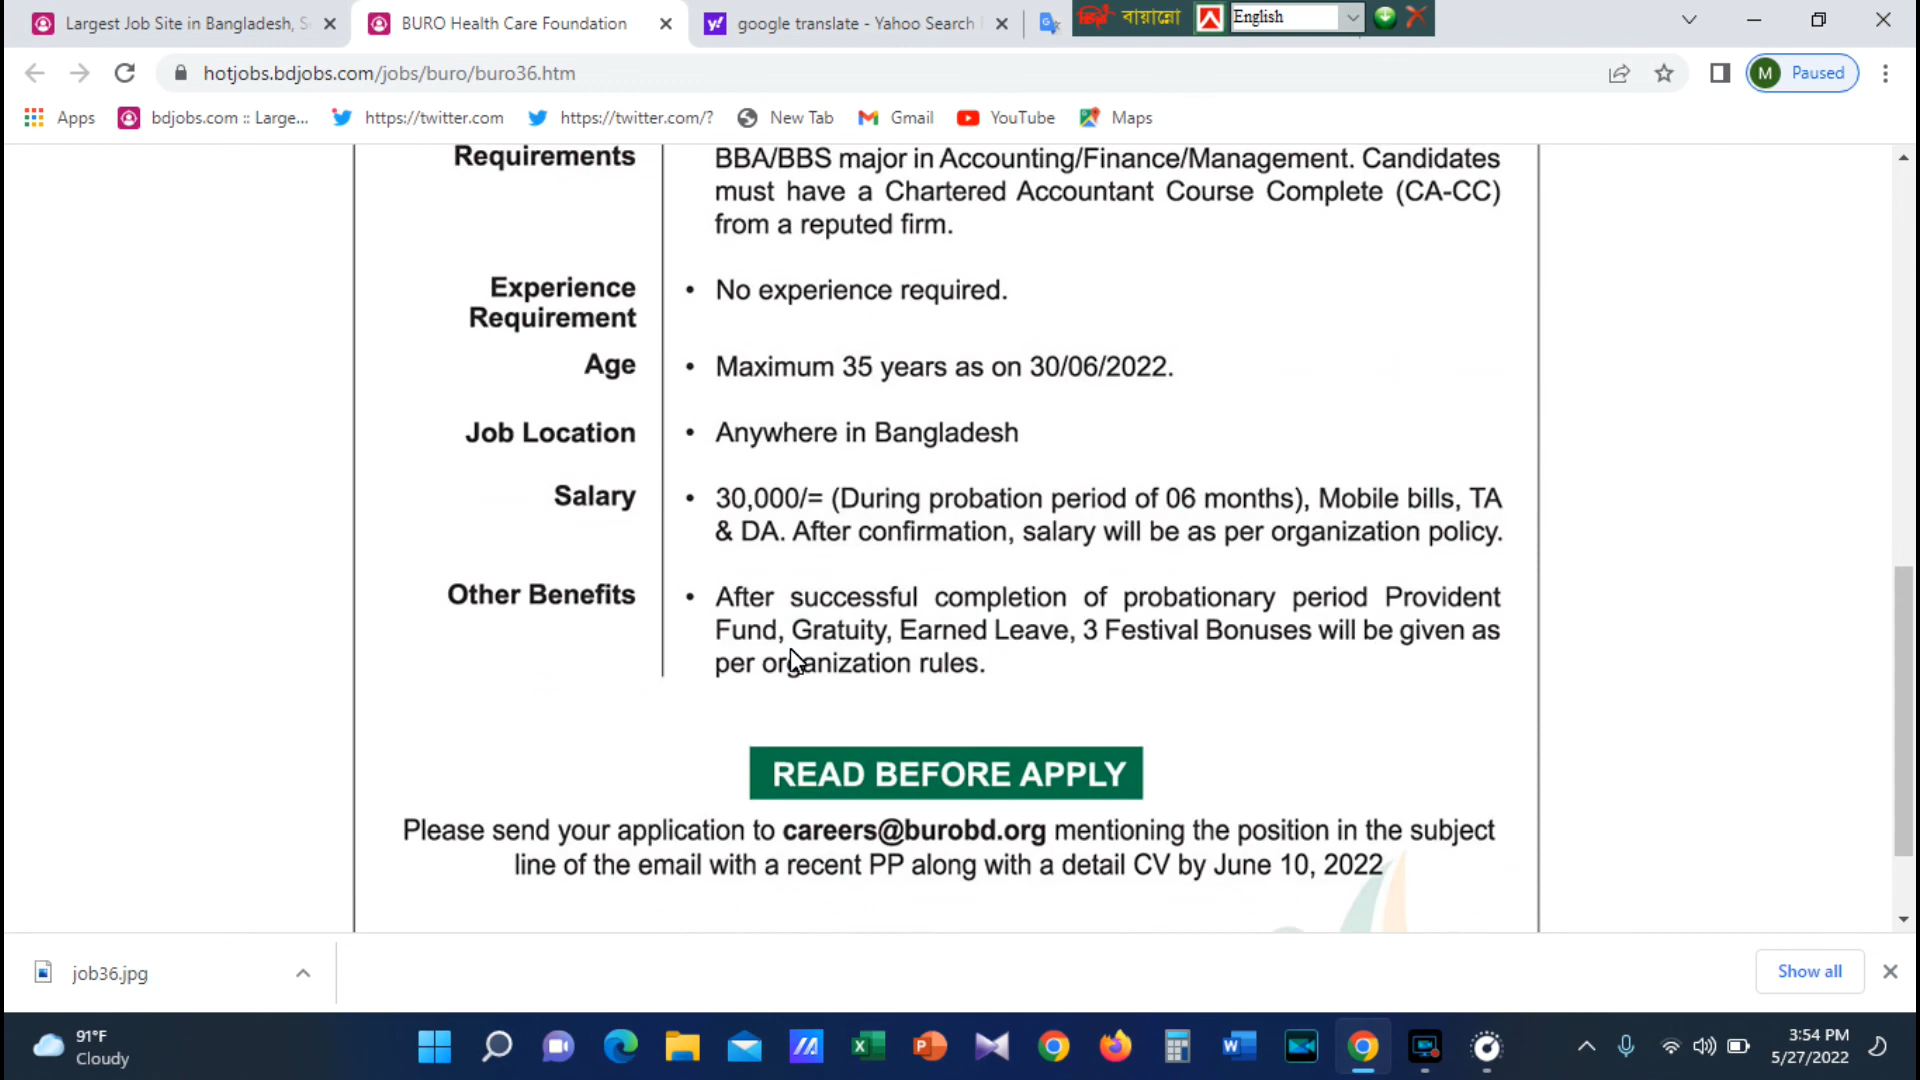 Largest Job Site in Bangladesh, S
BURO Health Care Foundation
google translate - Yahoo Search
বায়ান্নো
English
hotjobs.bdjobs.com/jobs/buro/buro36.htm
M
Paused
Apps
bdjobs.com :: Large...
https://twitter.com
https://twitter.com/?
New Tab
Gmail
YouTube
Maps
Requirements
BBA/BBS major in Accounting/Finance/Management. Candidates
must have a Chartered Accountant Course Complete (CA-CC)
from a reputed firm.
Experience
Requirement
• No experience required.
Age
• Maximum 35 years as on 30/06/2022.
Job Location
• Anywhere in Bangladesh
Salary
• 30,000/= (During probation period of 06 months), Mobile bills, TA
& DA. After confirmation, salary will be as per organization policy.
Other Benefits
• After successful completion of probationary period Provident
Fund, Gratuity, Earned Leave, 3 Festival Bonuses will be given as
per organization rules.
READ BEFORE APPLY
Please send your application to careers@burobd.org mentioning the position in the subject
line of the email with a recent PP along with a detail CV by June 10, 2022
job36.jpg
Show all
91°F
Cloudy
3:54 PM
5/27/2022